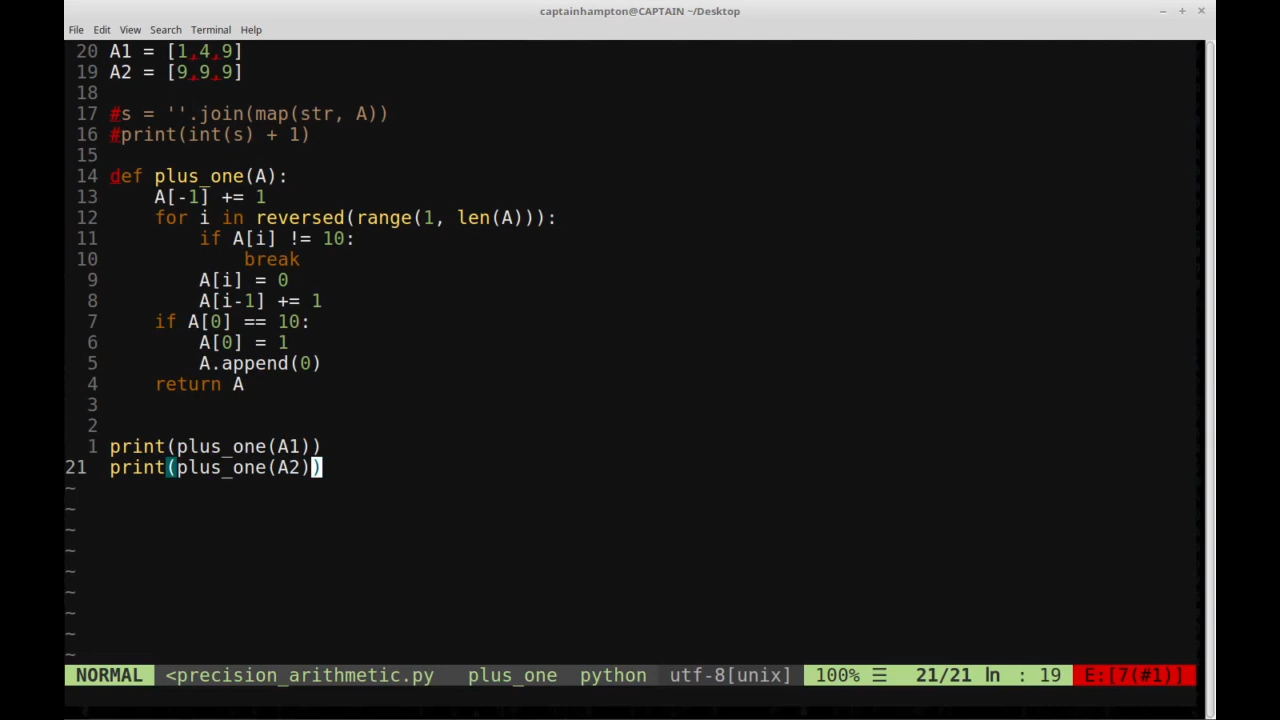 captainhampton@CAPTAIN ~/Desktop
File Edit View Search Terminal Help
20 A1 = [1,4,9]
19 A2 = [9,9,9]
18
17 #s = ''.join(map(str, A))
16 #print(int(s) + 1)
15
14 def plus_one(A):
13     A[-1] += 1
12     for i in reversed(range(1, len(A))):
11         if A[i] != 10:
10             break
9         A[i] = 0
8         A[i-1] += 1
7     if A[0] == 10:
6         A[0] = 1
5         A.append(0)
4     return A
3
2
1 print(plus_one(A1))
21 print(plus_one(A2))
~
~
~
~
~
~
~
~
~
NORMAL <precision_arithmetic.py plus_one python utf-8[unix] 100% ☰ 21/21 ln : 19 E:[7(#1)]